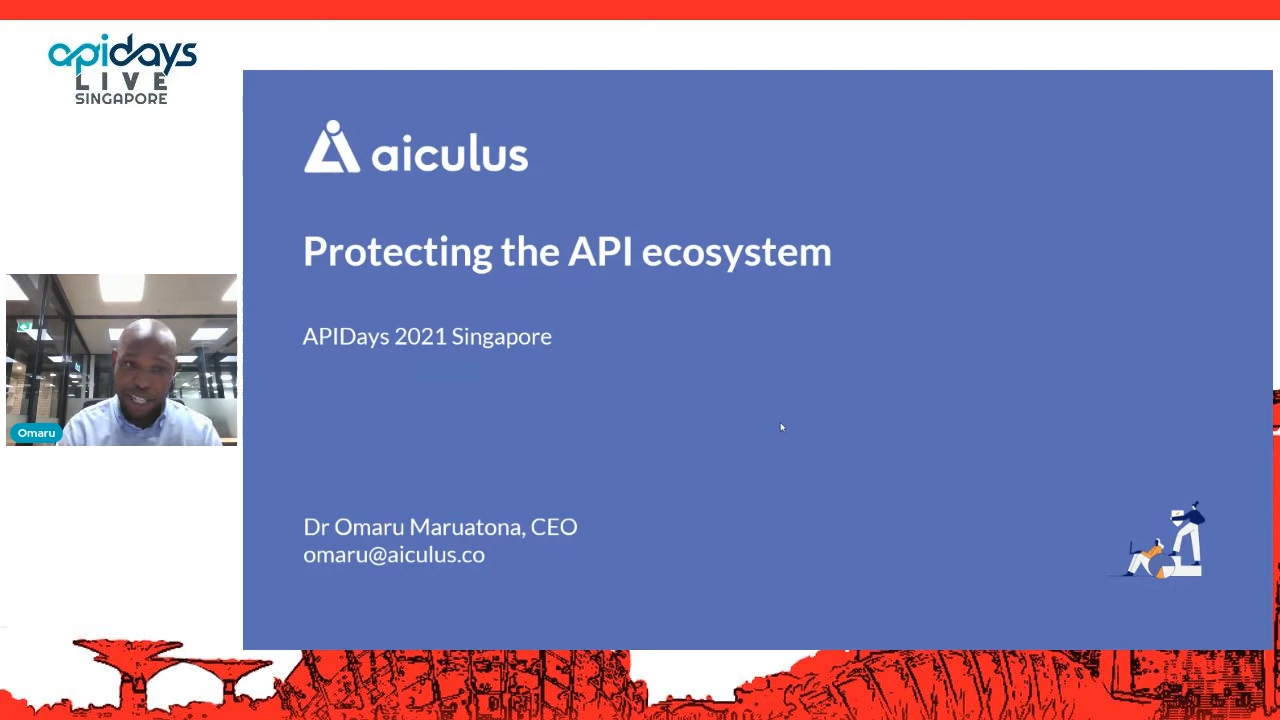 apidays
LIVE
SINGAPORE
aiculus
Protecting the API ecosystem
APIDays 2021 Singapore
Omaru
Dr Omaru Maruatona, CEO
omaru@aiculus.co